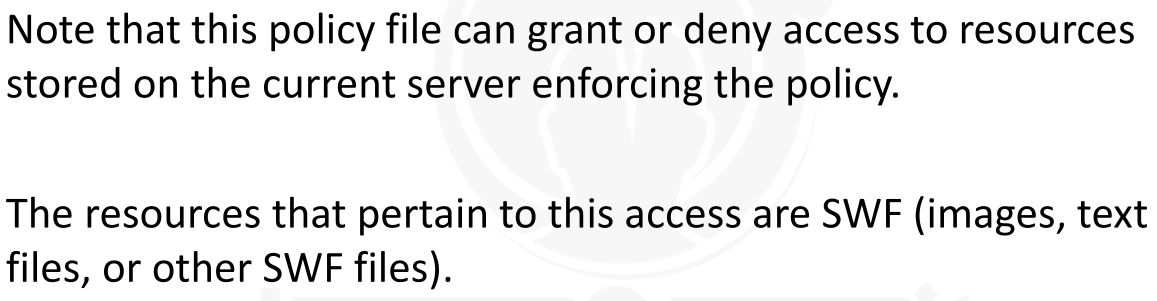 Note that this policy file can grant or deny access to resources
stored on the current server enforcing the policy.
The resources that pertain to this access are SWF (images, text
files, or other SWF files).